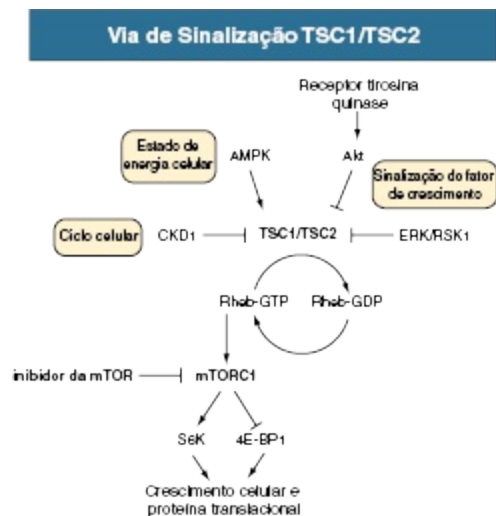 Via de Sinalização TSC1/TSC2
Receptor tirosina
quinase
Estado de
energia celular
AMPK
Akt
Sinalização do fator
de crescimento
Ciclo celular
CKD1
TSC1/TSC2
ERK/RSK1
Rheb-GTP
Rheb-GDP
inibidor da mTOR
mTORC1
S6K
4E-BP1
Crescimento celular e
proteína translacional